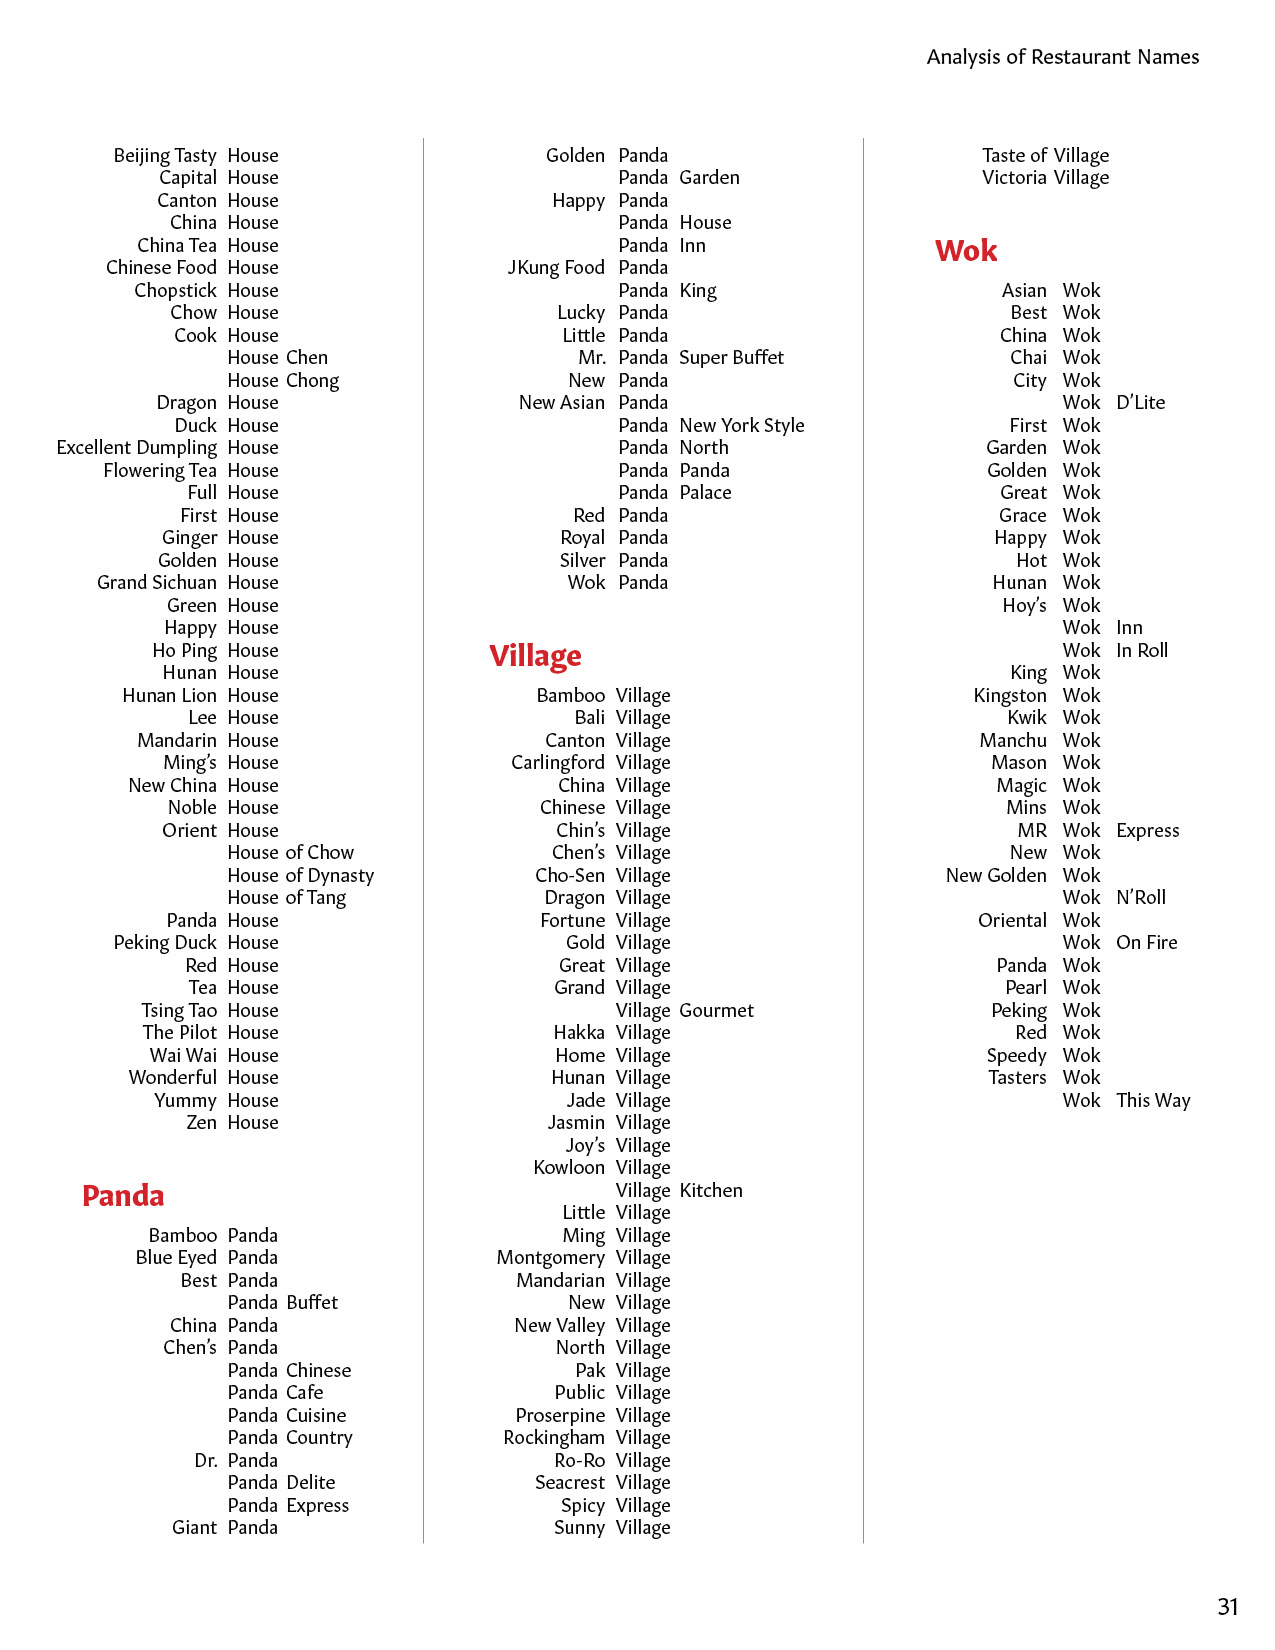 Analysis of Restaurant Names
Beijing Tasty House
Capital House
Canton House
China House
China Tea House
Chinese Food House
Chopstick House
Chow House
Cook House
House Chen
House Chong
Dragon House
Duck House
Excellent Dumpling House
Flowering Tea House
Full House
First House
Ginger House
Golden House
Grand Sichuan House
Green House
Happy House
Ho Ping House
Hunan House
Hunan Lion House
Lee House
Mandarin House
Ming’s House
New China House
Noble House
Orient House
House of Chow
House of Dynasty
House of Tang
Panda House
Peking Duck House
Red House
Tea House
Tsing Tao House
The Pilot House
Wai Wai House
Wonderful House
Yummy House
Zen House
Panda
Bamboo Panda
Blue Eyed Panda
Best Panda
Panda Buffet
China Panda
Chen’s Panda
Panda Chinese
Panda Cafe
Panda Cuisine
Panda Country
Dr. Panda
Panda Delite
Panda Express
Giant Panda
Golden Panda
Panda Garden
Happy Panda
Panda House
Panda Inn
JKung Food Panda
Panda King
Lucky Panda
Little Panda
Mr. Panda Super Buffet
New Panda
New Asian Panda
Panda New York Style
Panda North
Panda Panda
Panda Palace
Red Panda
Royal Panda
Silver Panda
Wok Panda
Village
Bamboo Village
Bali Village
Canton Village
Carlingford Village
China Village
Chinese Village
Chin’s Village
Chen’s Village
Cho-Sen Village
Dragon Village
Fortune Village
Gold Village
Great Village
Grand Village
Village Gourmet
Hakka Village
Home Village
Hunan Village
Jade Village
Jasmin Village
Joy’s Village
Kowloon Village
Village Kitchen
Little Village
Ming Village
Montgomery Village
Mandarian Village
New Village
New Valley Village
North Village
Pak Village
Public Village
Proserpine Village
Rockingham Village
Ro-Ro Village
Seacrest Village
Spicy Village
Sunny Village
Taste of Village
Victoria Village
Wok
Asian Wok
Best Wok
China Wok
Chai Wok
City Wok
Wok D’Lite
First Wok
Garden Wok
Golden Wok
Great Wok
Grace Wok
Happy Wok
Hot Wok
Hunan Wok
Hoy’s Wok
Wok Inn
Wok In Roll
King Wok
Kingston Wok
Kwik Wok
Manchu Wok
Mason Wok
Magic Wok
Mins Wok
MR Wok Express
New Wok
New Golden Wok
Wok N’Roll
Oriental Wok
Wok On Fire
Panda Wok
Pearl Wok
Peking Wok
Red Wok
Speedy Wok
Tasters Wok
Wok This Way
31